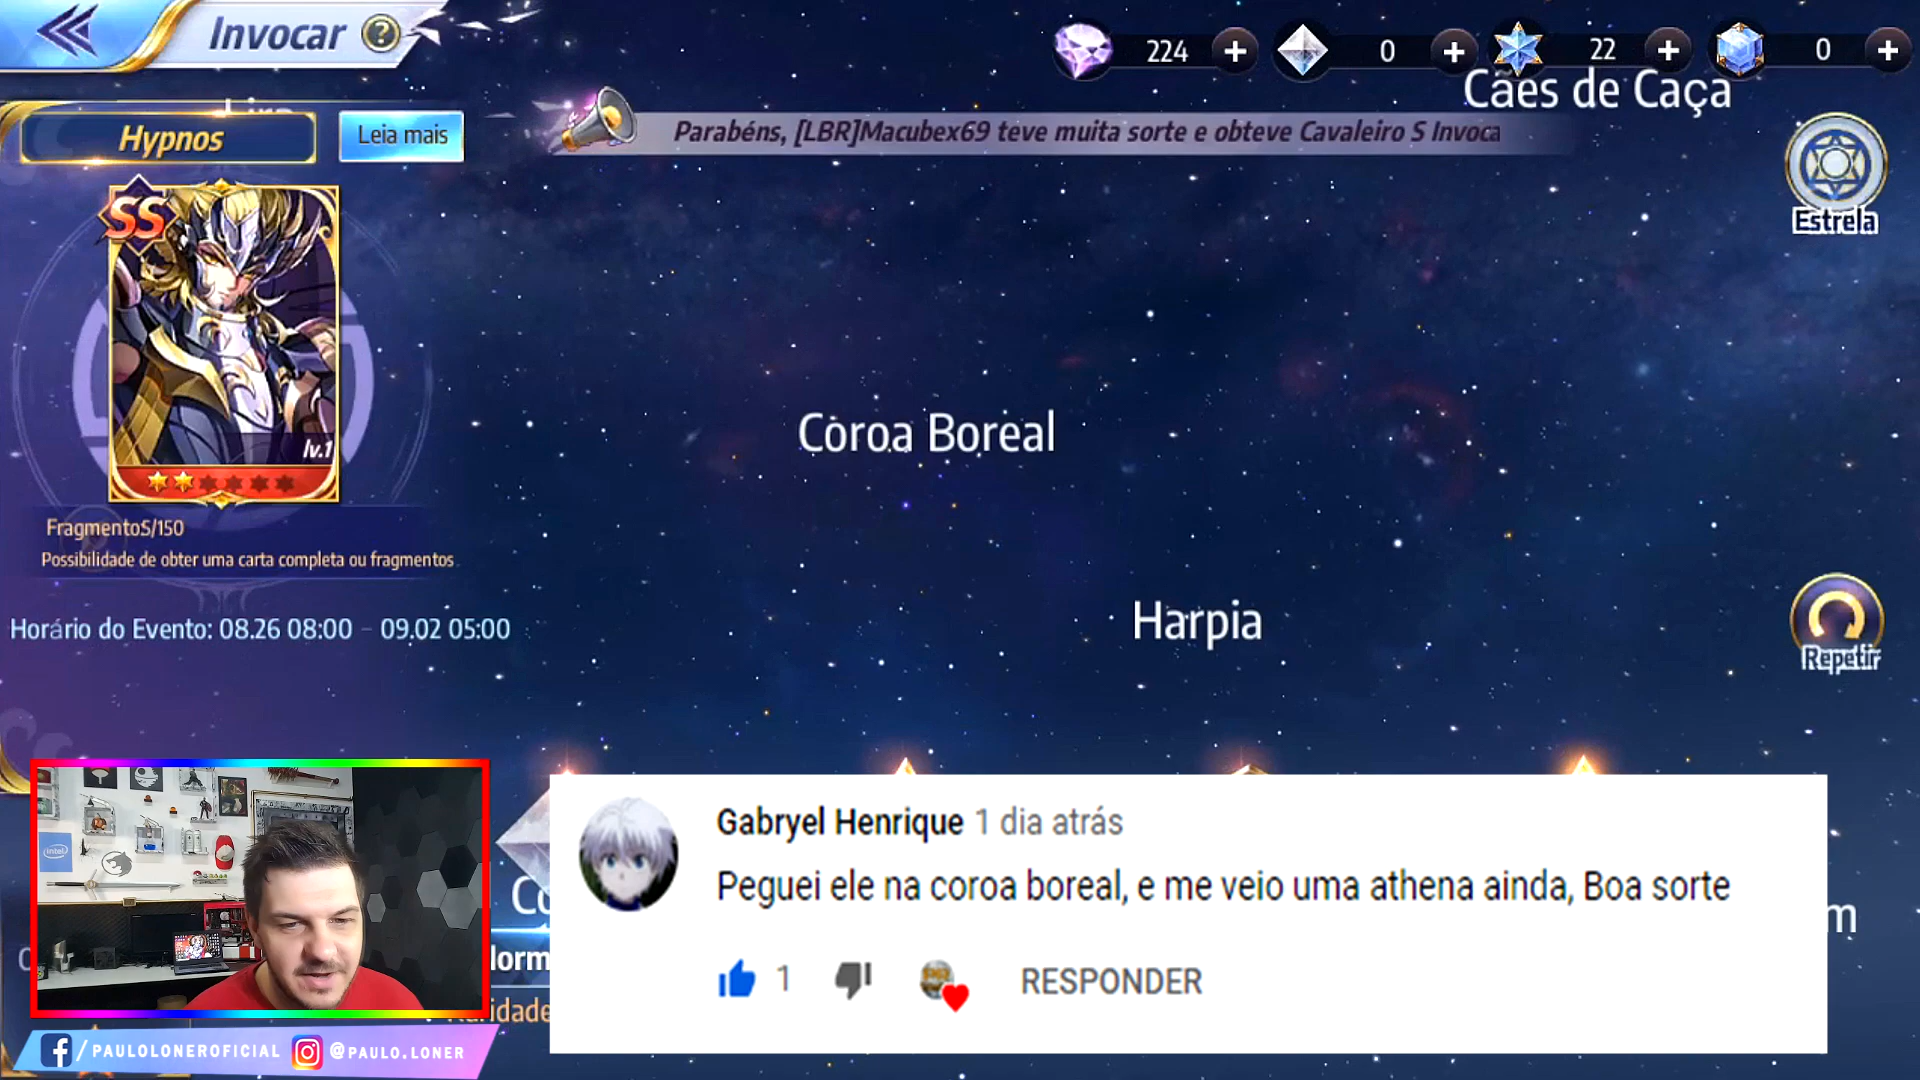 Invocar ?
224
0
22
0
Cães de Caça
Hypnos
Leia mais
Parabéns, [LBR]Macubex69 teve muita sorte e obteve Cavaleiro S Invoca
Estrela
SS
lv.1
Coroa Boreal
Fragmento5/150
Possibilidade de obter uma carta completa ou fragmentos
Harpia
Horário do Evento: 08.26 08:00 - 09.02 05:00
Repetir
Gabryel Henrique 1 dia atrás
Peguei ele na coroa boreal, e me veio uma athena ainda, Boa sorte
1
RESPONDER
intel
/PAULOLONEROFICIAL
@PAULO.LONER